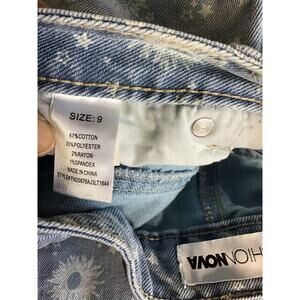 SIZE: 9
67%COTTON
30%POLYESTER
2%RAYON
1%SPANDEX
MADE IN CHINA
HION NOVA